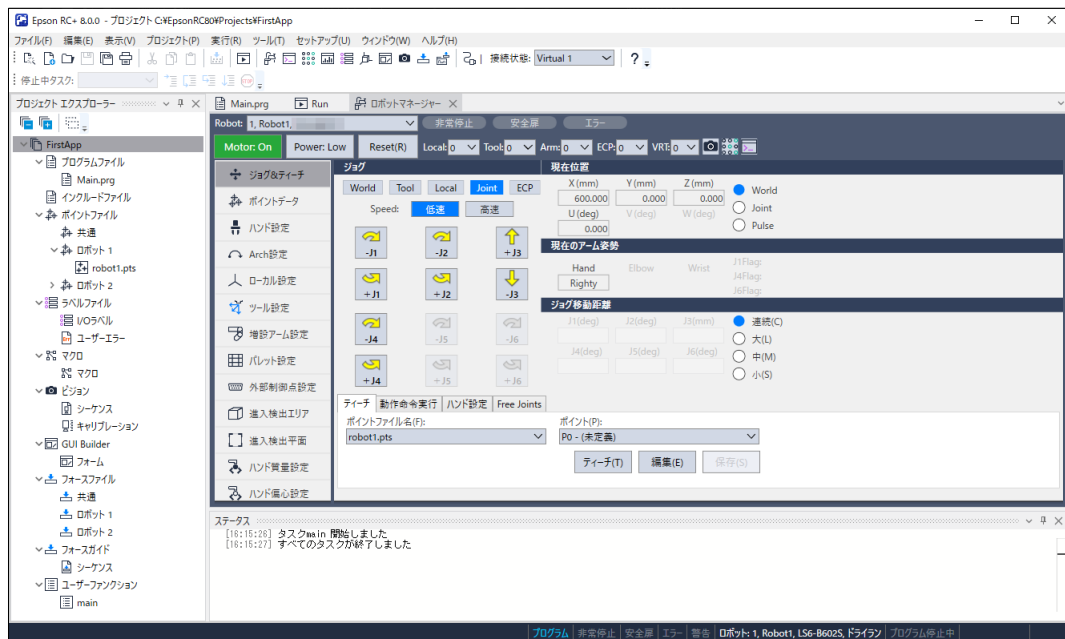 Epson RC+ 8.0.0 - プロジェクト C:¥EpsonRC80¥Projects¥FirstApp
ファイル(F) 編集(E) 表示(V) プロジェクト(P) 実行(R) ツール(T) セットアップ(U) ウィンドウ(W) ヘルプ(H)
接続状態: Virtual 1
停止中タスク:
プロジェクト エクスプローラー
FirstApp
プログラムファイル
Main.prg
インクルードファイル
ポイントファイル
共通
ロボット 1
robot1.pts
ロボット 2
ラベルファイル
I/Oラベル
ユーザーエラー
マクロ
マクロ
ビジョン
シーケンス
キャリブレーション
GUI Builder
フォーム
フォースファイル
共通
ロボット 1
ロボット 2
フォースガイド
シーケンス
ユーザーファンクション
main
Main.prg Run ロボットマネージャー
Robot: 1, Robot1, 非常停止 安全扉 エラー
Motor: On Power: Low Reset(R) Local: 0 Tool: 0 Arm: 0 ECP: 0 VRT: 0
ジョグ&ティーチ
ポイントデータ
ハンド設定
Arch設定
ローカル設定
ツール設定
増設アーム設定
パレット設定
外部制御点設定
進入検出エリア
進入検出平面
ハンド質量設定
ハンド偏心設定
ジョグ
World Tool Local Joint ECP
Speed: 低速 高速
-J1 -J2 +J3
+J1 +J2 -J3
-J4 -J5 -J6
+J4 +J5 +J6
現在位置
X (mm) Y (mm) Z (mm)
600.000 0.000 0.000
U (deg) V (deg) W (deg)
0.000
World
Joint
Pulse
現在のアーム姿勢
Hand Elbow Wrist
Righty
J1Flag:
J4Flag:
J6Flag:
ジョグ移動距離
J1(deg) J2(deg) J3(mm)
J4(deg) J5(deg) J6(deg)
連続(C)
大(L)
中(M)
小(S)
ティーチ 動作命令実行 ハンド設定 Free Joints
ポイントファイル名(F): ポイント(P):
robot1.pts P0 - (未定義)
ティーチ(T) 編集(E) 保存(S)
ステータス
[16:15:26] タスクmain 開始しました
[16:15:27] すべてのタスクが終了しました
プログラム 非常停止 安全扉 エラー 警告 ロボット: 1, Robot1, LS6-B602S, ドライラン プログラム停止中